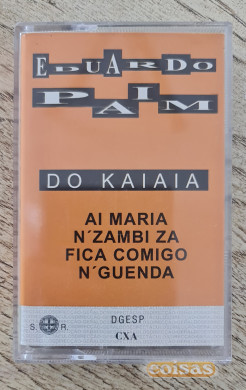 EDUARDO
PAIM
DO KAIAIA
AI MARIA
N´ZAMBI ZA
FICA COMIGO
N´GUENDA
S. R.
DGESP
CXA
coisas